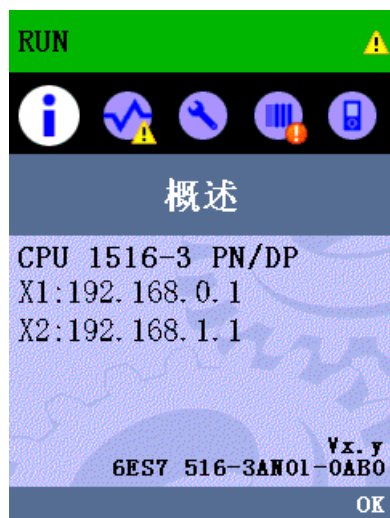 RUN
概述
CPU 1516-3 PN/DP
X1:192.168.0.1
X2:192.168.1.1
Vx.y
6ES7 516-3AN01-0AB0
OK